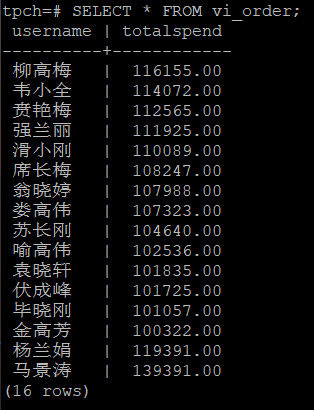 tpch=# SELECT * FROM vi_order;
username | totalspend
----------+-------------
柳高梅 | 116155.00
韦小全 | 114072.00
贲艳梅 | 112565.00
强兰丽 | 111925.00
滑小刚 | 110089.00
席长梅 | 108247.00
翁晓婷 | 107988.00
娄高伟 | 107323.00
苏长刚 | 104640.00
喻高伟 | 102536.00
袁晓轩 | 101835.00
伏成峰 | 101725.00
毕晓刚 | 101057.00
金高芳 | 100322.00
杨兰娟 | 119391.00
马景涛 | 139391.00
(16 rows)